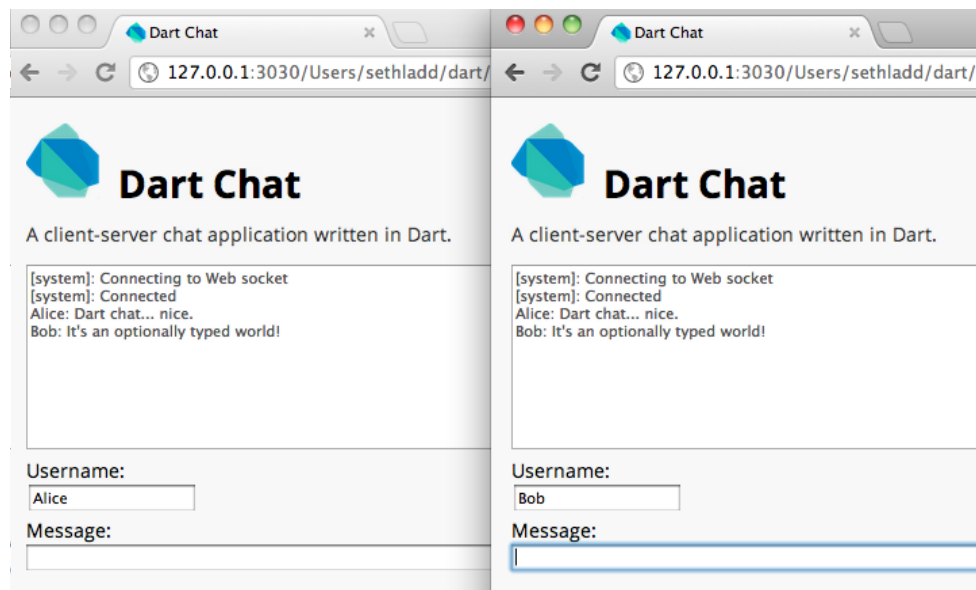 Dart Chat
127.0.0.1:3030/Users/sethladd/dart/
Dart Chat
A client-server chat application written in Dart.
[system]: Connecting to Web socket
[system]: Connected
Alice: Dart chat... nice.
Bob: It's an optionally typed world!
Username:
Alice
Message:
Dart Chat
127.0.0.1:3030/Users/sethladd/dart/
Dart Chat
A client-server chat application written in Dart.
[system]: Connecting to Web socket
[system]: Connected
Alice: Dart chat... nice.
Bob: It's an optionally typed world!
Username:
Bob
Message: